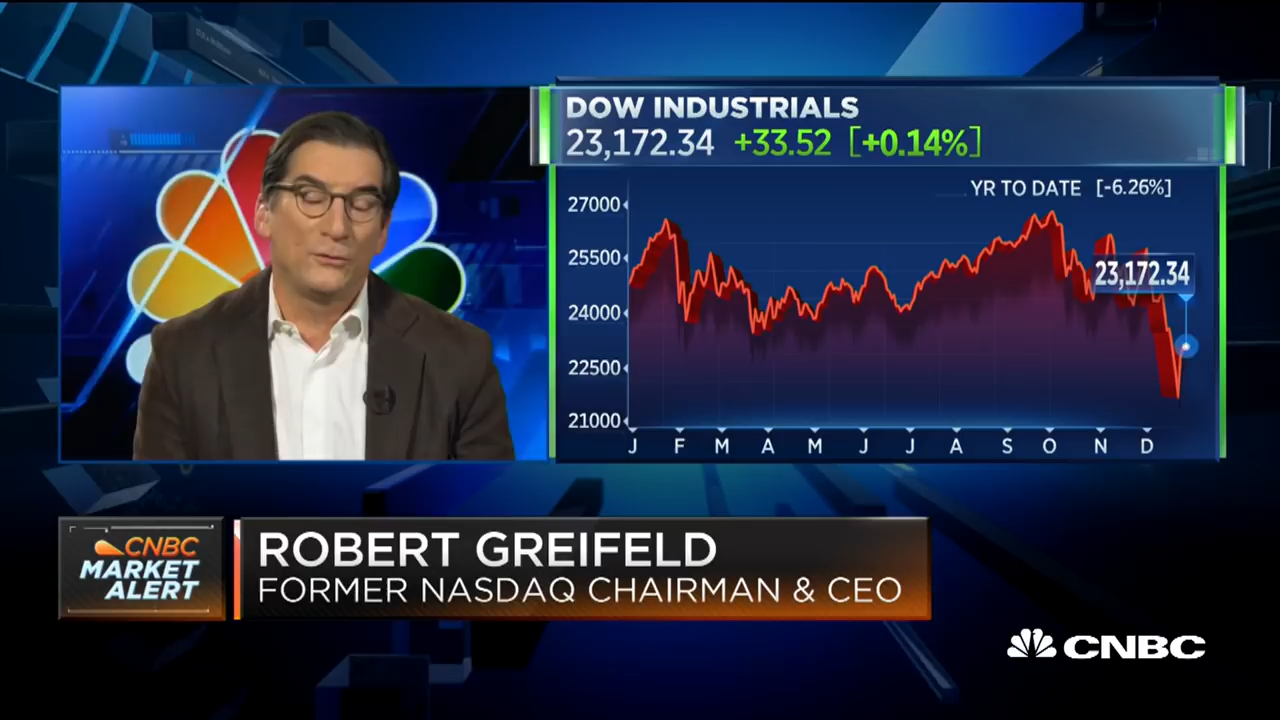 DOW INDUSTRIALS
23,172.34 +33.52 [+0.14%]
YR TO DATE [-6.26%]
27000
25500
24000
22500
21000
23,172.34
J F M A M J J A S O N D
CNBC
MARKET
ALERT
ROBERT GREIFELD
FORMER NASDAQ CHAIRMAN & CEO
CNBC